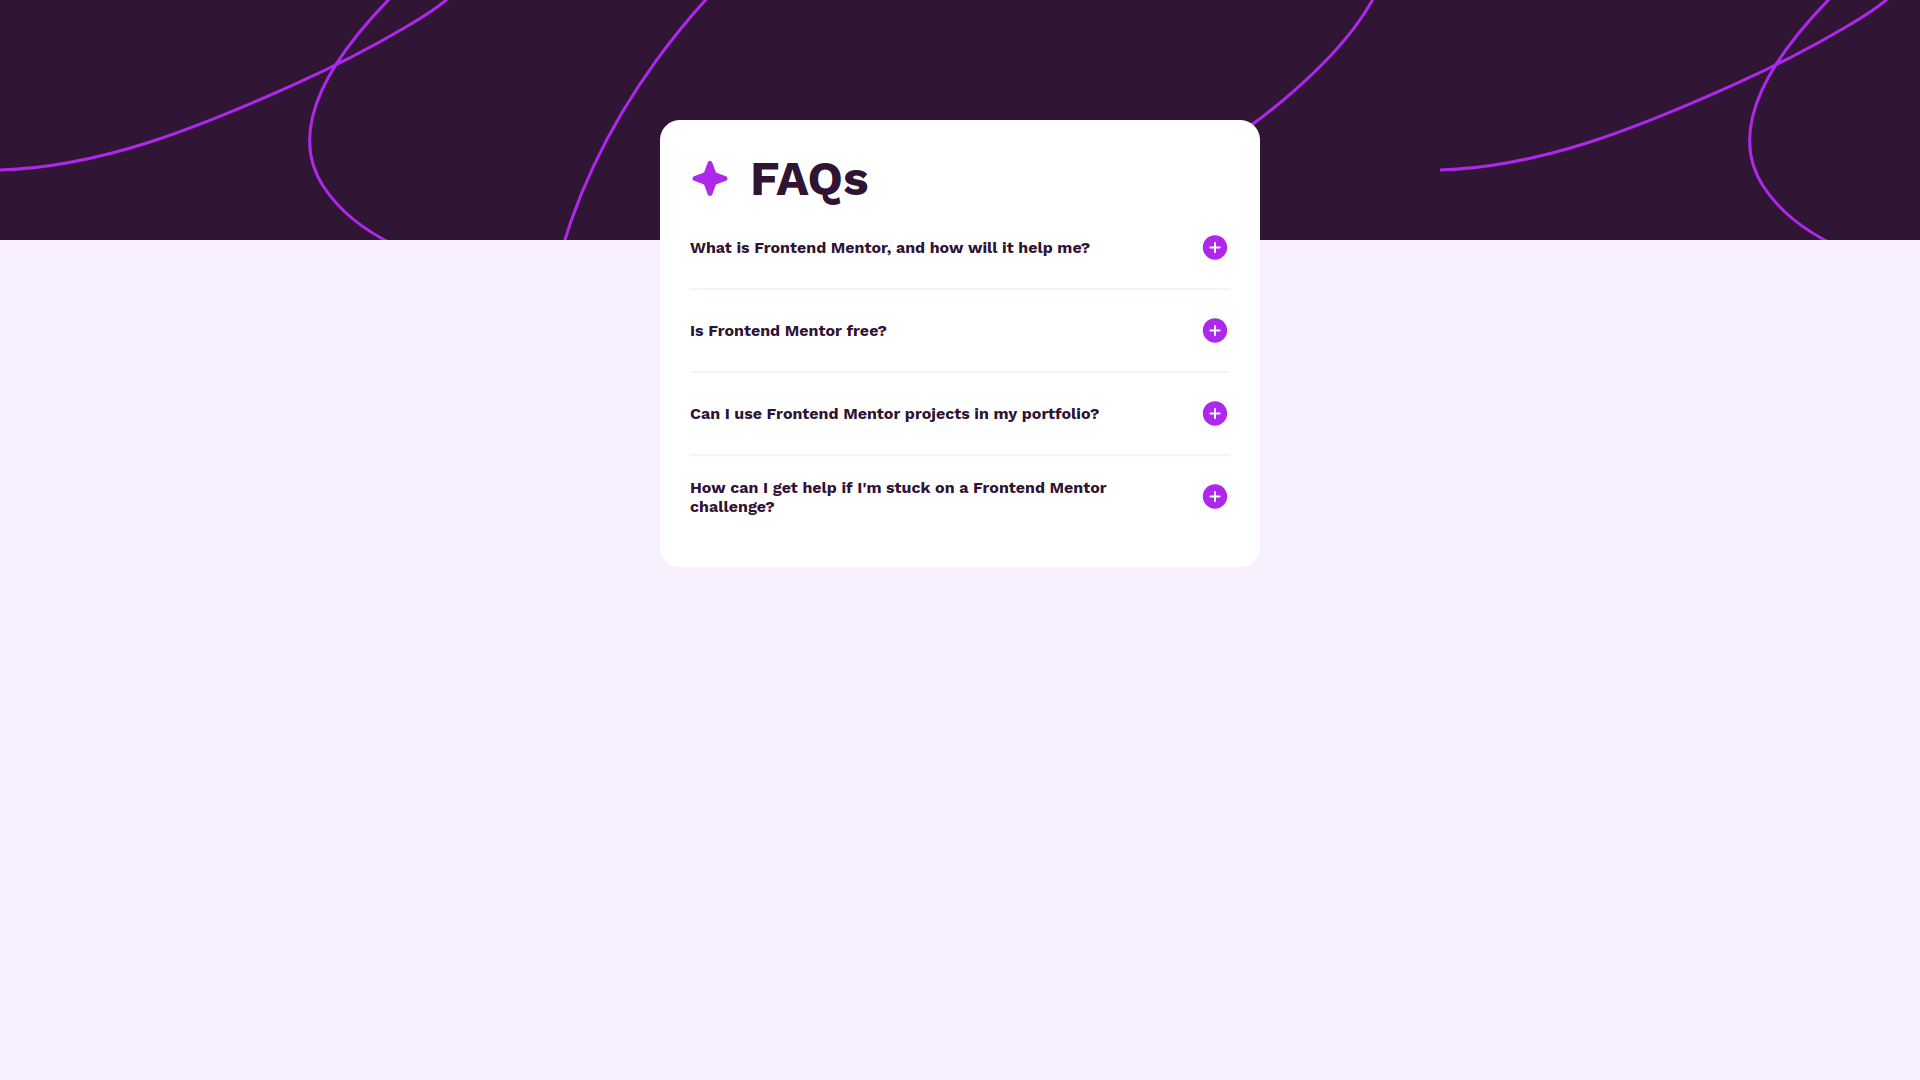 FAQs
What is Frontend Mentor, and how will it help me?
Is Frontend Mentor free?
Can I use Frontend Mentor projects in my portfolio?
How can I get help if I'm stuck on a Frontend Mentor
challenge?